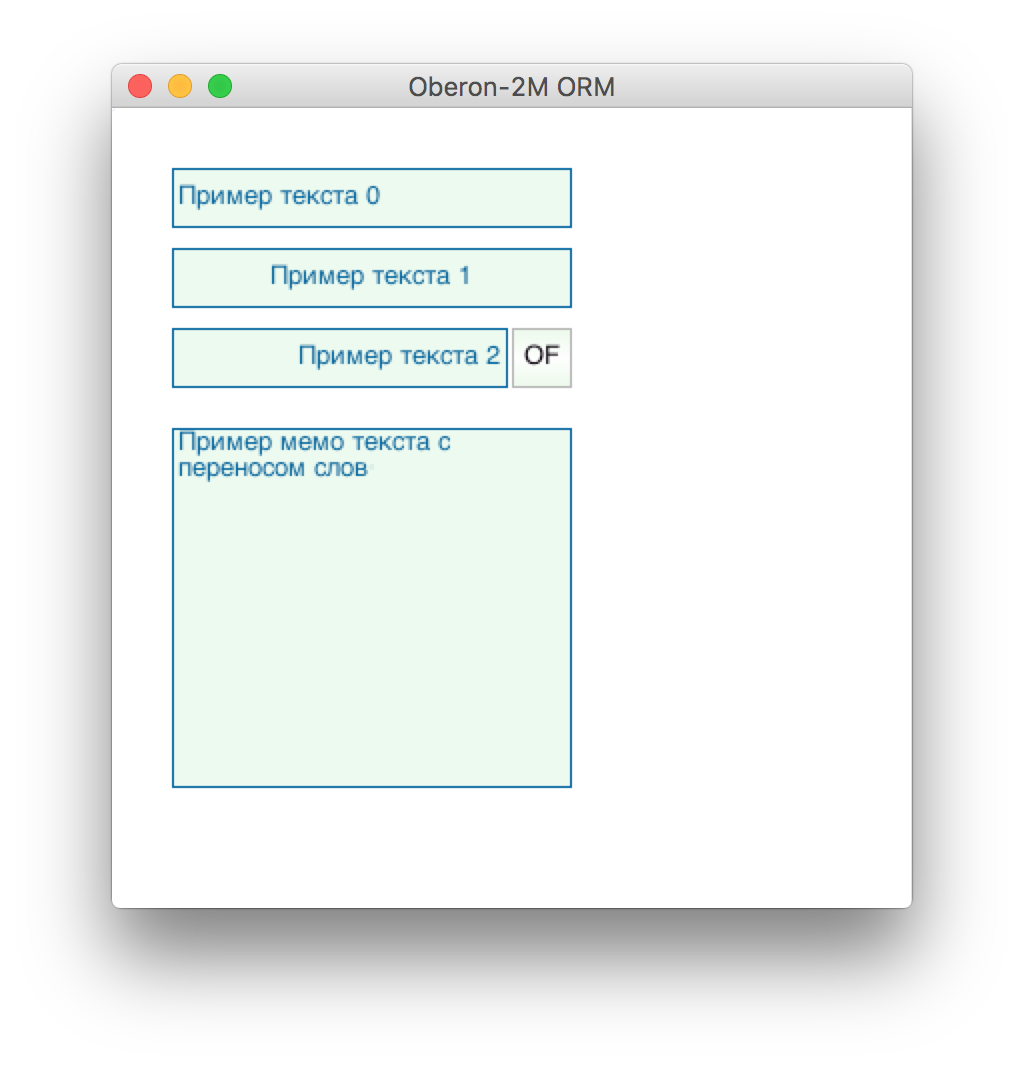 Oberon-2M ORM
Пример текста 0
Пример текста 1
Пример текста 2 OF
Пример мемо текста с
переносом слов